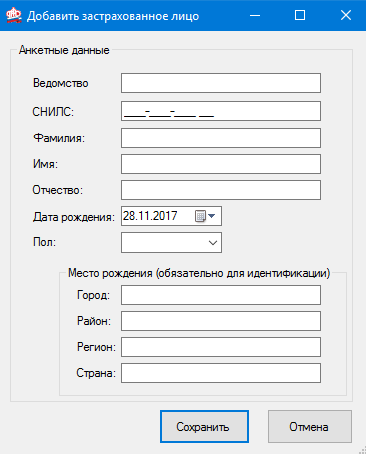 Добавить застрахованное лицо
Анкетные данные
Ведомство
СНИЛС: ___-___-___ __
Фамилия:
Имя:
Отчество:
Дата рождения: 28.11.2017
Пол:
Место рождения (обязательно для идентификации)
Город:
Район:
Регион:
Страна:
Сохранить Отмена